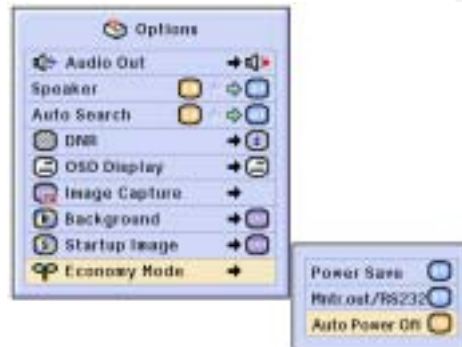 Options
Audio Out
Speaker
Auto Search
DNR
OSD Display
Image Capture
Background
Startup Image
Economy Mode
Power Save
Mntr.out/RS232
Auto Power Off